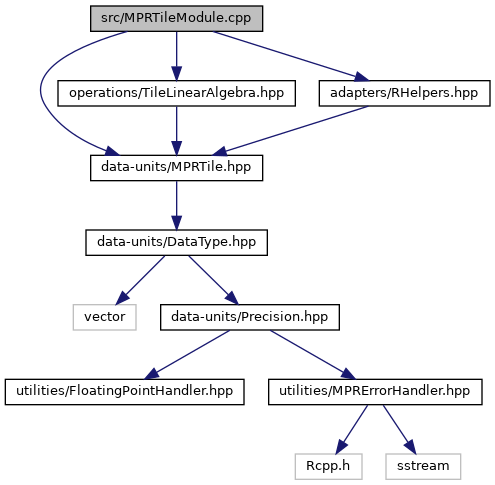 src/MPRTileModule.cpp
operations/TileLinearAlgebra.hpp
adapters/RHelpers.hpp
data-units/MPRTile.hpp
data-units/DataType.hpp
vector
data-units/Precision.hpp
utilities/FloatingPointHandler.hpp
utilities/MPRErrorHandler.hpp
Rcpp.h
sstream